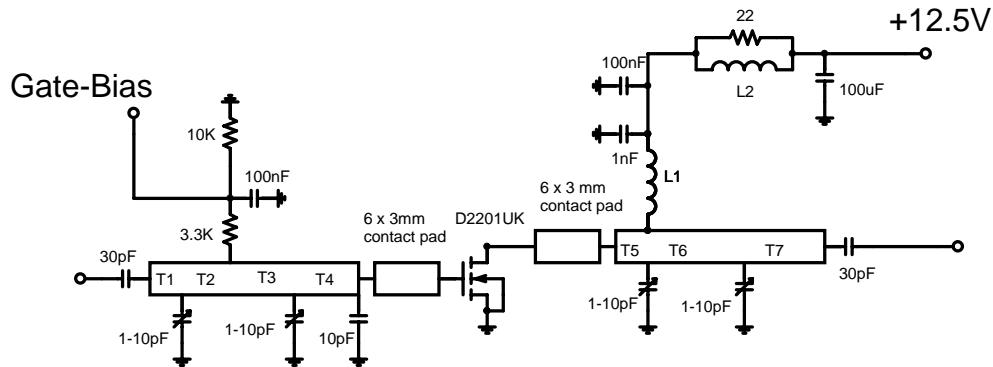 22
+12.5V
100nF
L2
100uF
Gate-Bias
10K
1nF
100nF
L1
6 x 3mm
contact pad
D2201UK
6 x 3 mm
contact pad
3.3K
30pF
T1
T2
T3
T4
T5
T6
T7
30pF
1-10pF
1-10pF
10pF
1-10pF
1-10pF